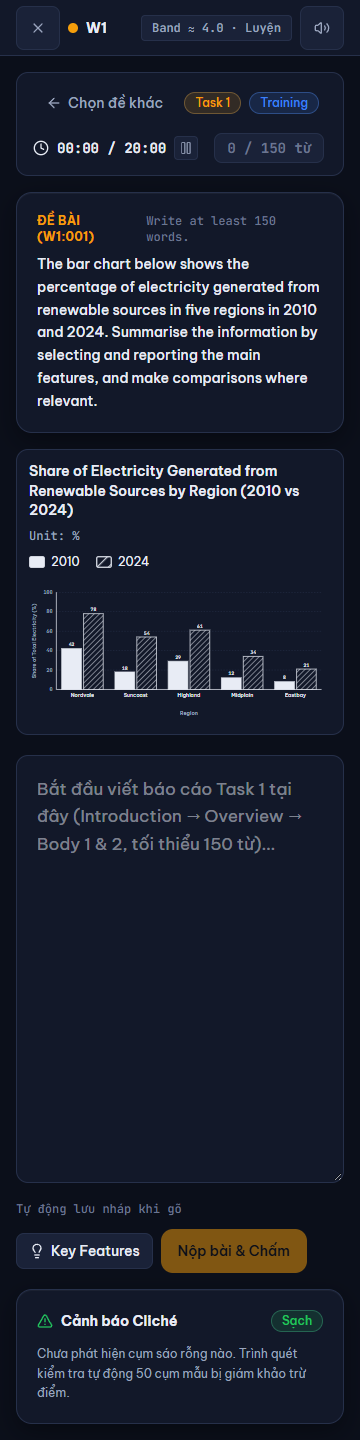 W1
Band ≈ 4.0 · Luyện
← Chọn đề khác
Task 1
Training
00:00 / 20:00
0 / 150 từ
ĐỀ BÀI (W1:001)
Write at least 150 words.
The bar chart below shows the
percentage of electricity generated from
renewable sources in five regions in 2010
and 2024. Summarise the information by
selecting and reporting the main
features, and make comparisons where
relevant.
Share of Electricity Generated from
Renewable Sources by Region (2010 vs
2024)
Unit: %
2010
2024
Share of Total Electricity (%)
100
80
60
40
20
0
42
78
18
54
29
61
12
34
8
21
Nordvale
Suncoast
Highland
Midplain
Eastbay
Region
Bắt đầu viết báo cáo Task 1 tại
đây (Introduction → Overview →
Body 1 & 2, tối thiểu 150 từ)...
Tự động lưu nháp khi gõ
Key Features
Nộp bài & Chấm
Cảnh báo Cliché
Sạch
Chưa phát hiện cụm sáo rỗng nào. Trình quét
kiểm tra tự động 50 cụm mẫu bị giám khảo trừ
điểm.